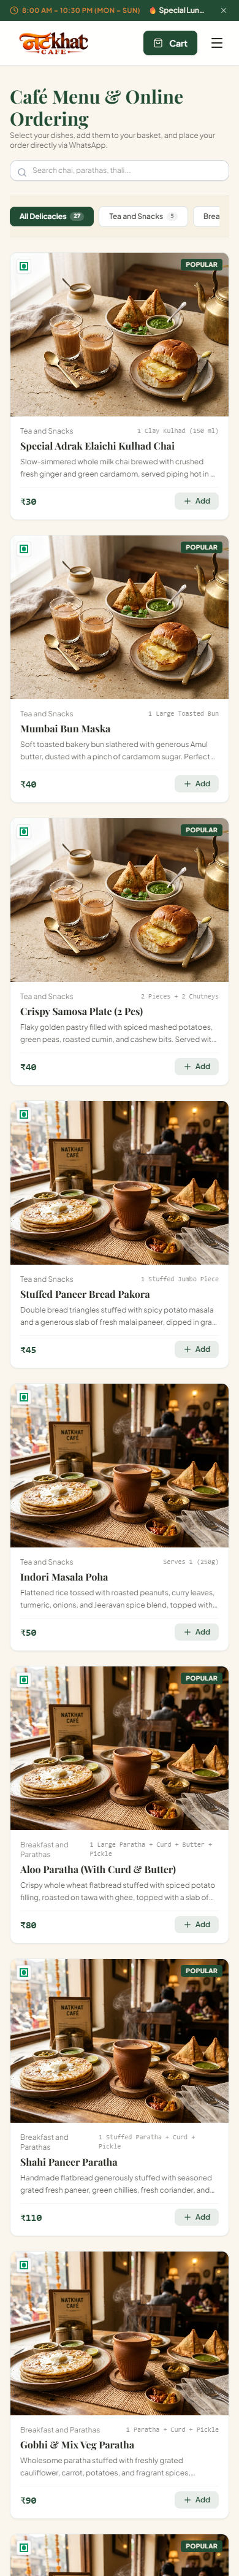 8:00 AM – 10:30 PM (MON – SUN) 🔥 Special Lun...
नटखट
CAFE
Cart
Café Menu & Online
Ordering
Select your dishes, add them to your basket, and place your
order directly via WhatsApp.
Search chai, parathas, thali...
All Delicacies 27 Tea and Snacks 5 Brea
POPULAR
Tea and Snacks 1 Clay kulhad (150 ml)
Special Adrak Elaichi Kulhad Chai
Slow-simmered whole milk chai brewed with crushed
fresh ginger and green cardamom, served piping hot in ...
₹30 + Add
POPULAR
Tea and Snacks 1 Large Toasted Bun
Mumbai Bun Maska
Soft toasted bakery bun slathered with generous Amul
butter, dusted with a pinch of cardamom sugar. Perfect...
₹40 + Add
POPULAR
Tea and Snacks 2 Pieces + 2 Chutneys
Crispy Samosa Plate (2 Pcs)
Flaky golden pastry filled with spiced mashed potatoes,
green peas, roasted cumin, and cashew bits. Served wit...
₹40 + Add
NATKHAT
CAFE
Tea and Snacks 1 Stuffed Jumbo Piece
Stuffed Paneer Bread Pakora
Double bread triangles stuffed with spicy potato masala
and a generous slab of fresh malai paneer, dipped in gra...
₹45 + Add
NATKHAT
CAFE
Tea and Snacks Serves 1 (250g)
Indori Masala Poha
Flattened rice tossed with roasted peanuts, curry leaves,
turmeric, onions, and Jeeravan spice blend, topped with...
₹50 + Add
POPULAR
NATKHAT
CAFE
Breakfast and
Parathas
1 Large Paratha + Curd + Butter +
Pickle
Aloo Paratha (With Curd & Butter)
Crispy whole wheat flatbread stuffed with spiced potato
filling, roasted on tawa with ghee, topped with a slab of...
₹80 + Add
POPULAR
NATKHAT
CAFE
Breakfast and
Parathas
1 Stuffed Paratha + Curd +
Pickle
Shahi Paneer Paratha
Handmade flatbread generously stuffed with seasoned
grated fresh paneer, green chillies, fresh coriander, and...
₹110 + Add
NATKHAT
CAFE
Breakfast and Parathas 1 Paratha + Curd + Pickle
Gobhi & Mix Veg Paratha
Wholesome paratha stuffed with freshly grated
cauliflower, carrot, potatoes, and fragrant spices,...
₹90 + Add
POPULAR